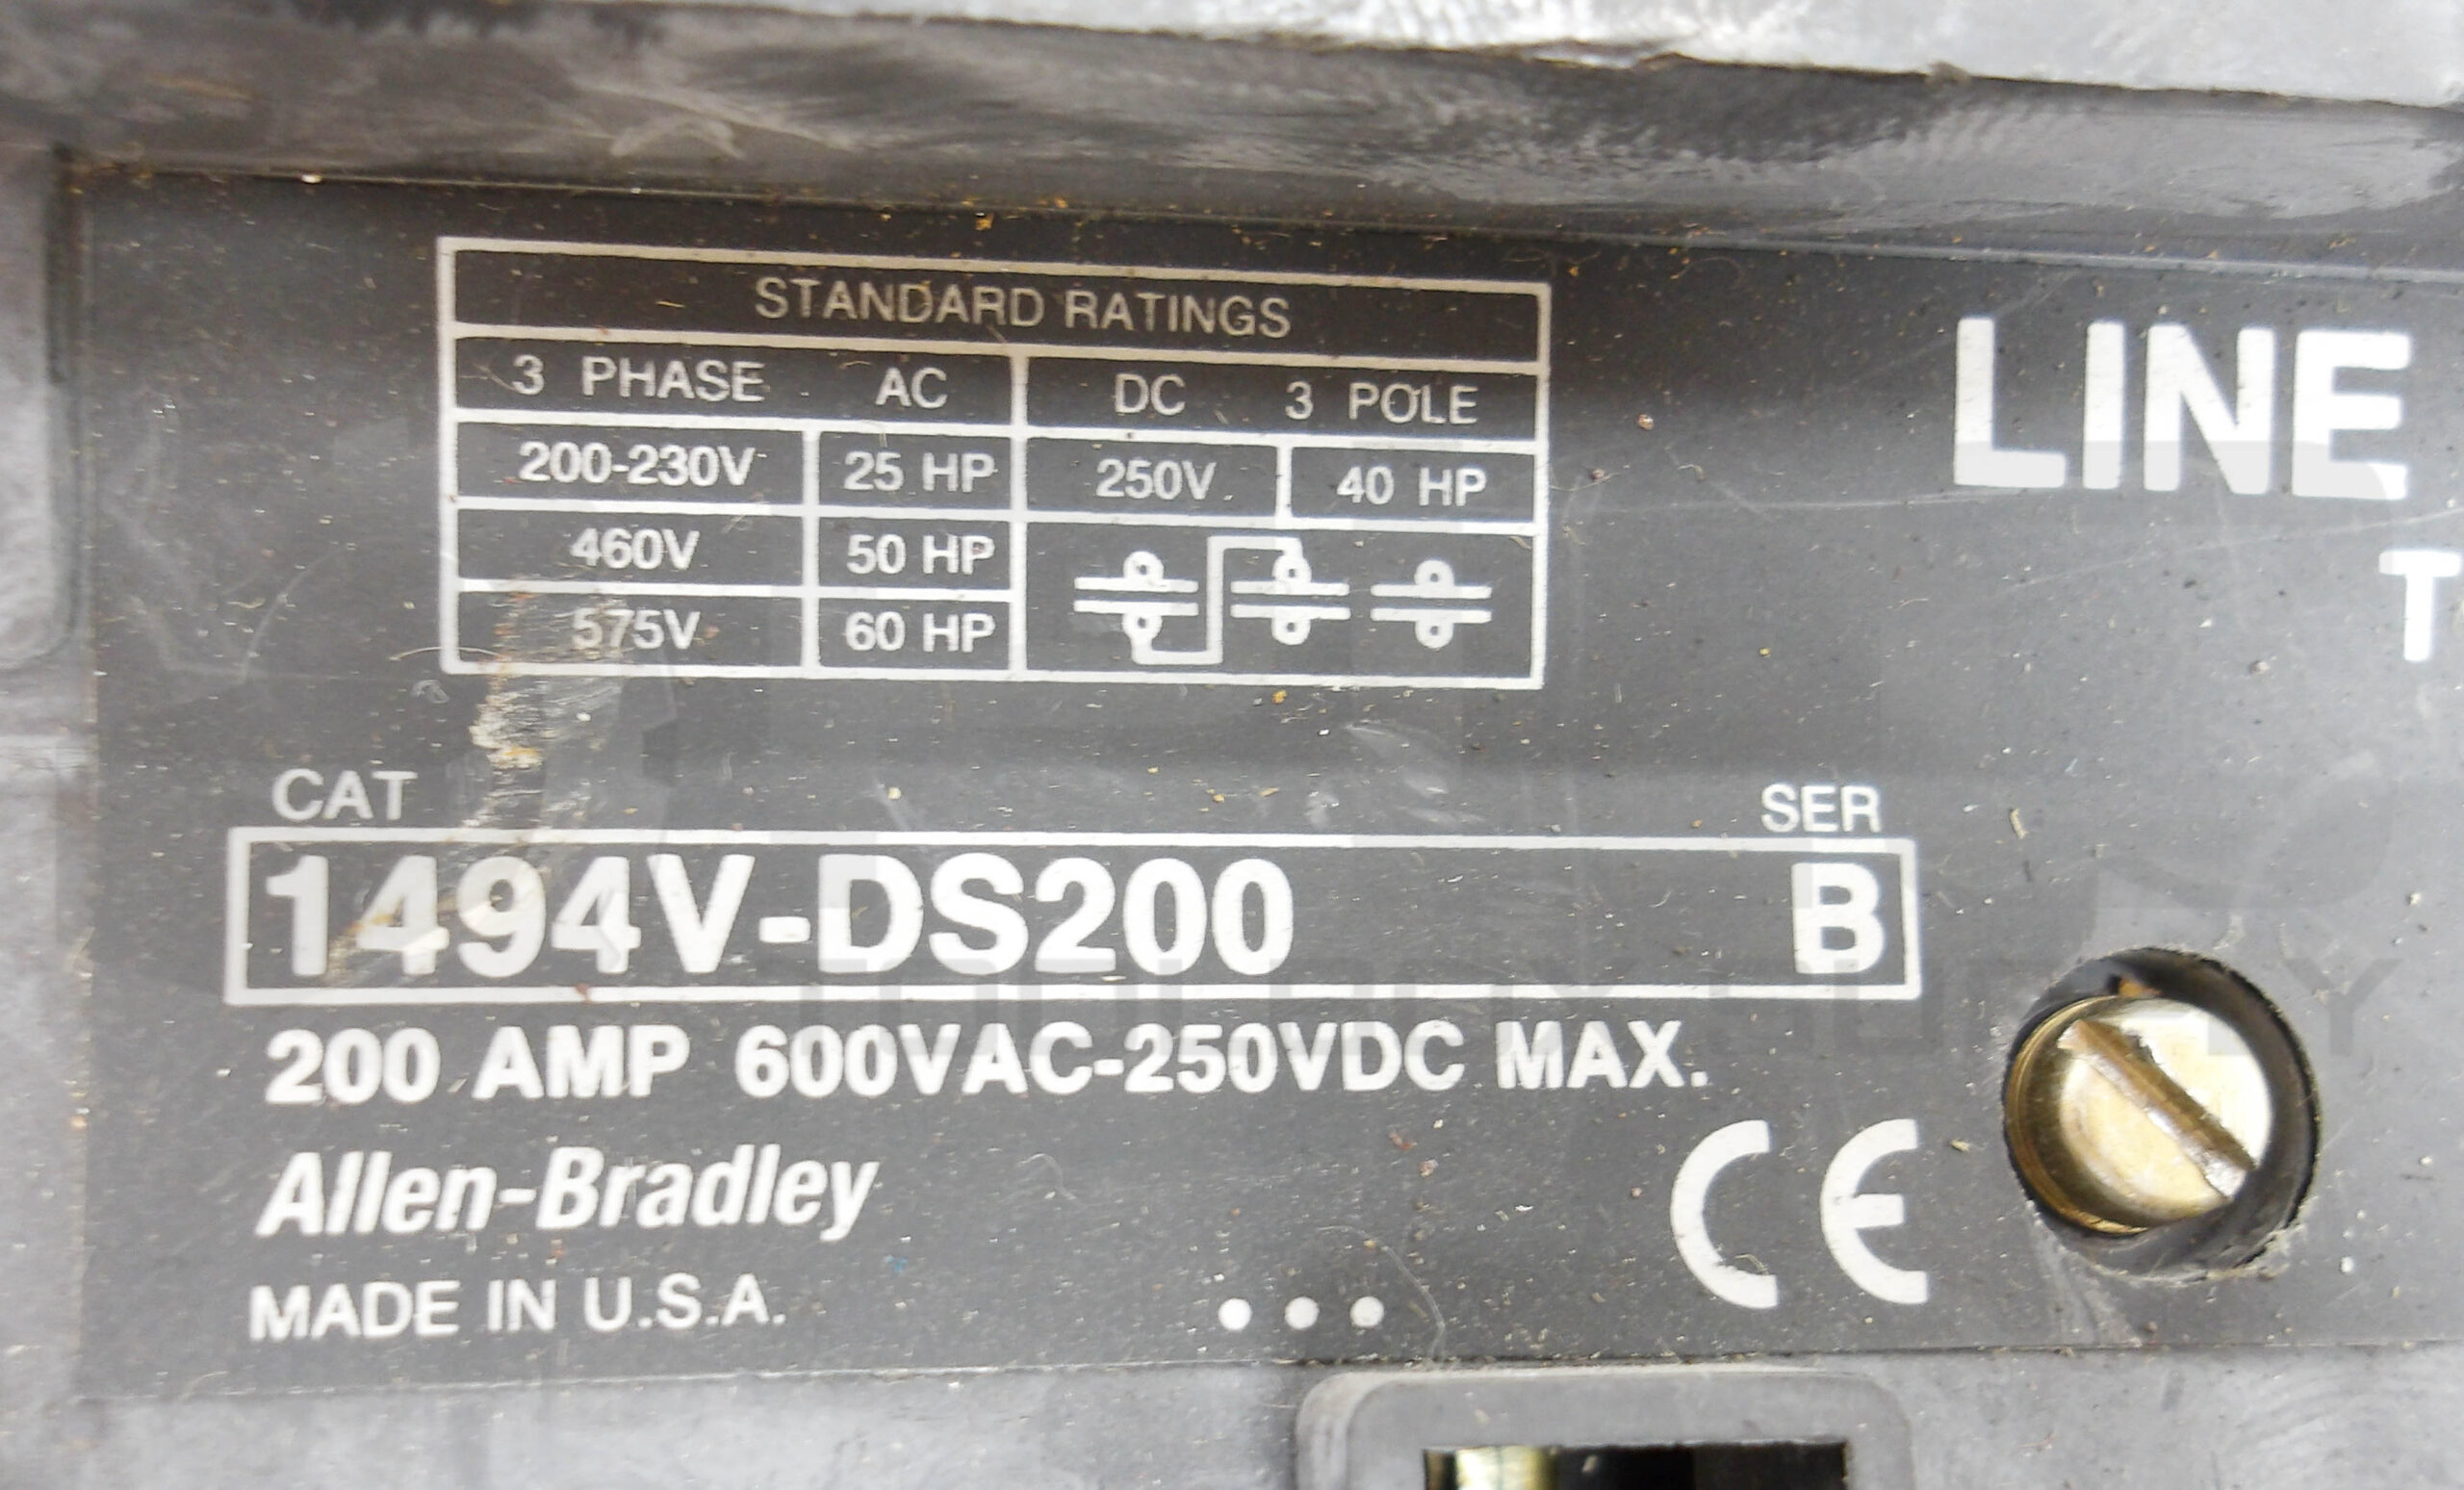 STANDARD RATINGS
3 PHASE AC DC 3 POLE
200-230V 25 HP 250V 40 HP
460V 50 HP
575V 60 HP
LINE
CAT SER
1494V-DS200 B
200 AMP 600VAC-250VDC MAX.
Allen-Bradley
CE
MADE IN U.S.A.